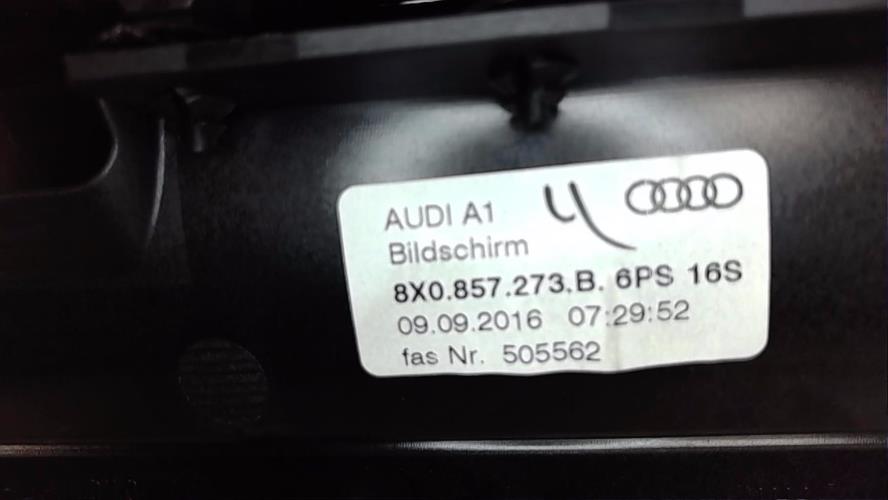 AUDI A1
Bildschirm
8X0.857.273.B. 6PS 16S
09.09.2016 07:29:52
fas Nr. 505562